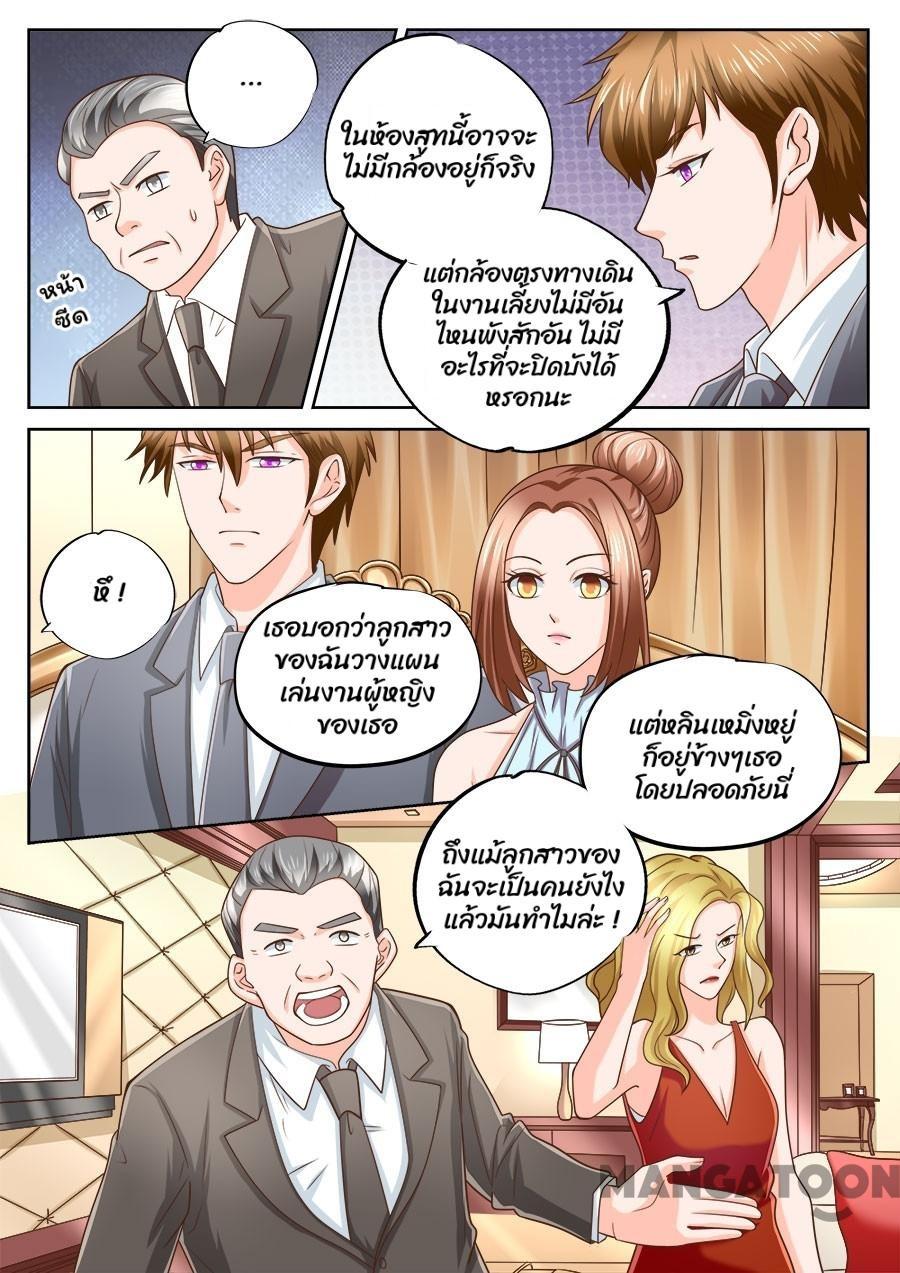 ...
ในห้องสูทนี้อาจจะ
ไม่มีกล้องอยู่ก็จริง
หน้า
ซีด
แต่กล้องตรงทางเดิน
ในงานเลี้ยงไม่มีอัน
ไหนพังสักอัน ไม่มี
อะไรที่จะปิดบังได้
หรอกนะ
หึ !
เธอบอกว่าลูกสาว
ของฉันวางแผน
เล่นงานผู้หญิง
ของเธอ
แต่หลินเหมิ่งหยู่
ก็อยู่ข้างๆเธอ
โดยปลอดภัยนี่
ถึงแม้ลูกสาวของ
ฉันจะเป็นคนยังไง
แล้วมันทำไมล่ะ !
MANGATOON